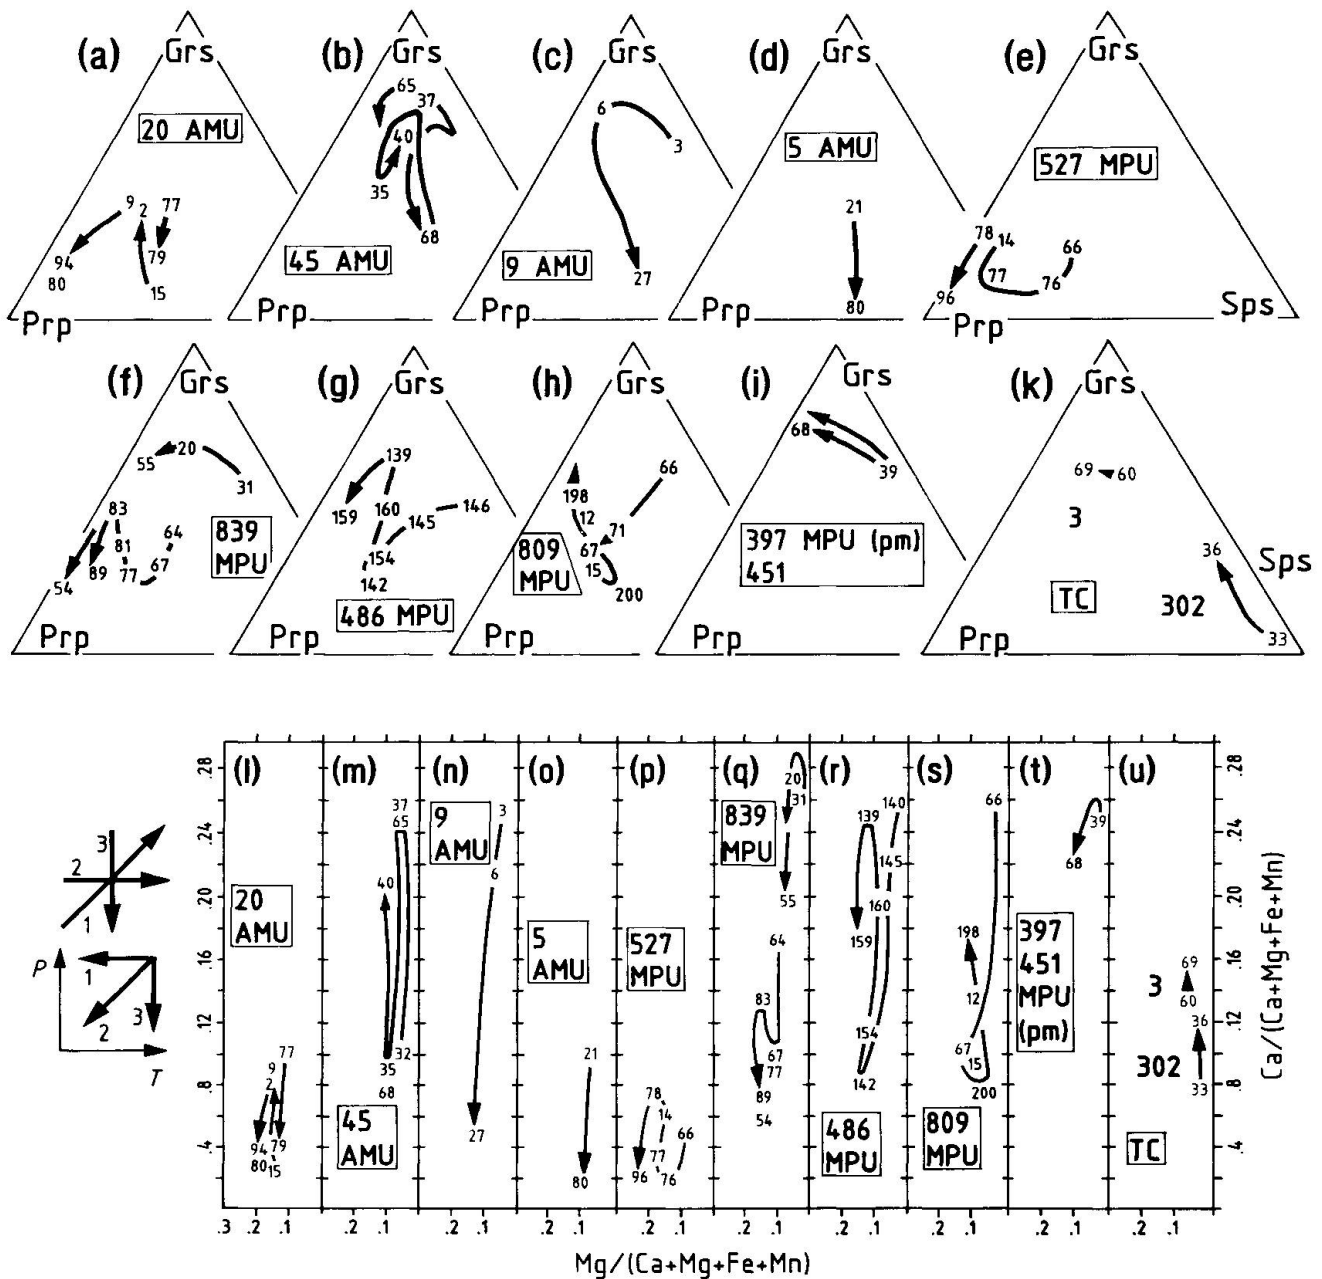 (a) (b) (c) (d) (e)
Grs Grs Grs Grs Grs
20 AMU
9 2 77
94 79
80 15
Prp
65 37
40
35
68
45 AMU
Prp
6
3
9 AMU
27
Prp
5 AMU
21
80
Prp
527 MPU
78 14 66
77 76
96
Prp Sps
(f) (g) (h) (i) (k)
Grs Grs Grs Grs Grs
20
55
31
83
81 64
67
77
89
54
839
MPU
Prp
139
159 160 145 146
154
142
486 MPU
Prp
66
198
12 71
67
15
200
809
MPU
Prp
68
39
397 MPU (pm)
451
Prp
69 60
3
36
Sps
TC 302
33
Prp
(l) (m) (n) (o) (p) (q) (r) (s) (t) (u)
.28 .28
.24 .24
.20 .20
.16 .16
.12 .12
.8 .8
.4 .4
20
AMU
77
9
2
94 79
80 15
37
65
40
32
35
68
45
AMU
9
AMU
3
6
27
5
AMU
21
80
527
MPU
78
14
66
77
96 76
20
31
839
MPU
55
64
83
67
77
89
54
139 140
145
160
159
154
142
486
MPU
66
198
12
67
15
200
809
MPU
39
68
397
451
MPU
(pm)
69
3
60
36
302
33
TC
3
2
1
P
1
2
3
T
.3 .2 .1 .2 .1 .2 .1 .2 .1 .2 .1 .2 .1 .2 .1 .2 .1 .2 .1 .2 .1
Mg/(Ca+Mg+Fe+Mn)
Ca/(Ca+Mg+Fe+Mn)